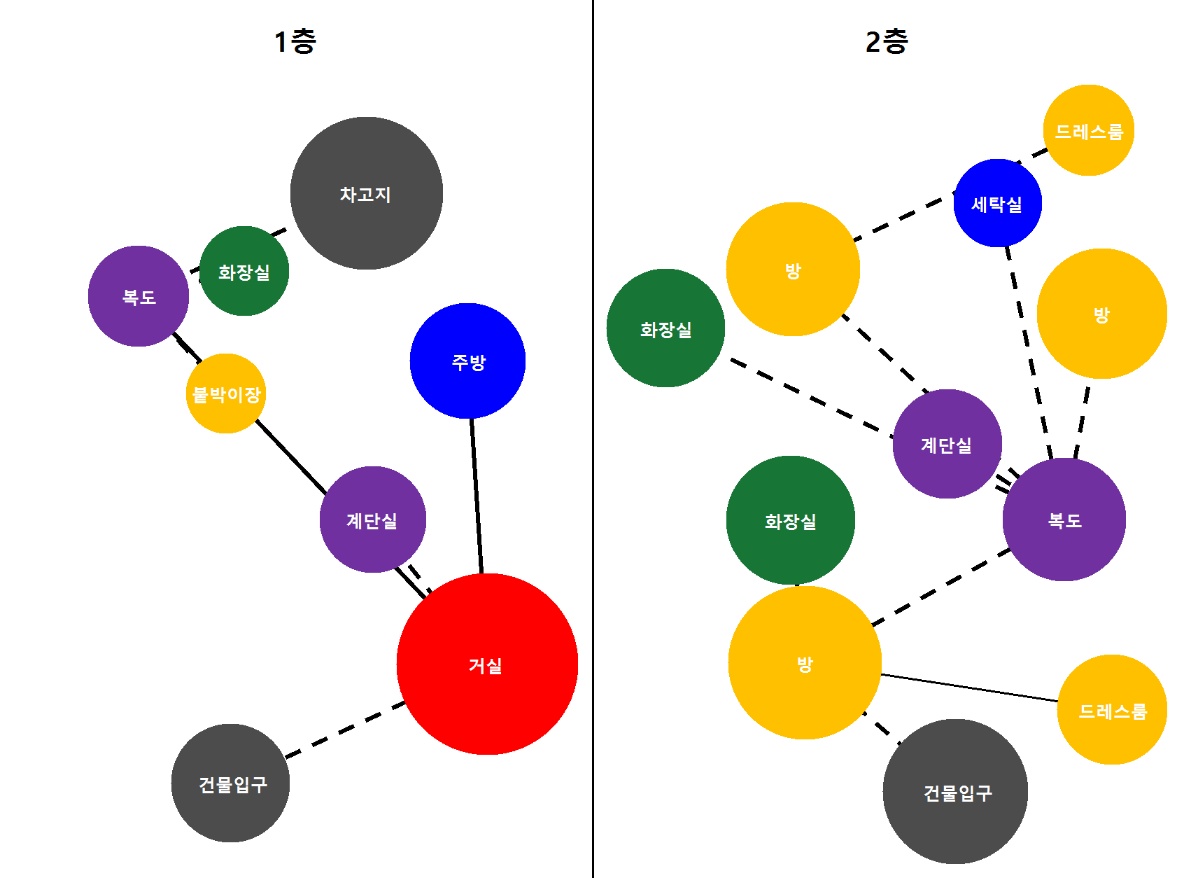 1층
차고지
화장실
복도
주방
붙박이장
계단실
거실
건물입구
2층
드레스룸
세탁실
방
방
화장실
계단실
화장실
복도
방
드레스룸
건물입구